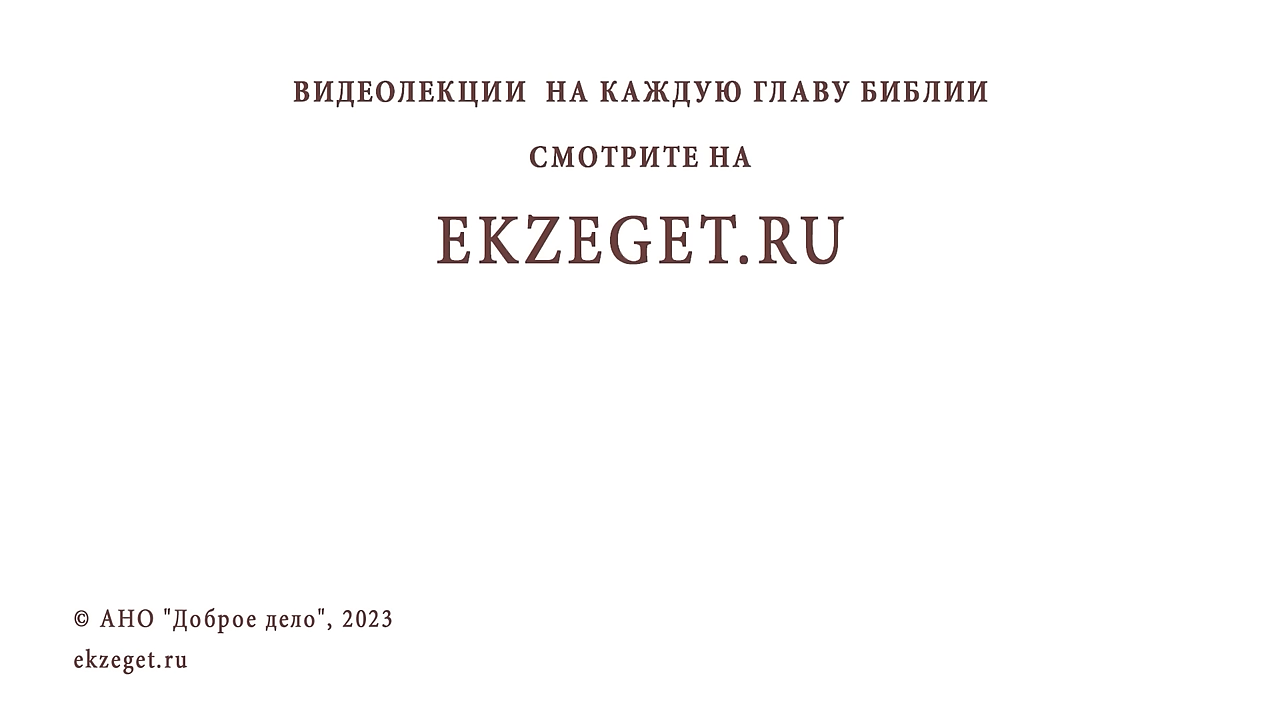 ВИДЕОЛЕКЦИИ НА КАЖДУЮ ГЛАВУ БИБЛИИ
СМОТРИТЕ НА
EKZEGET.RU
© АНО "Доброе дело", 2023
ekzeget.ru